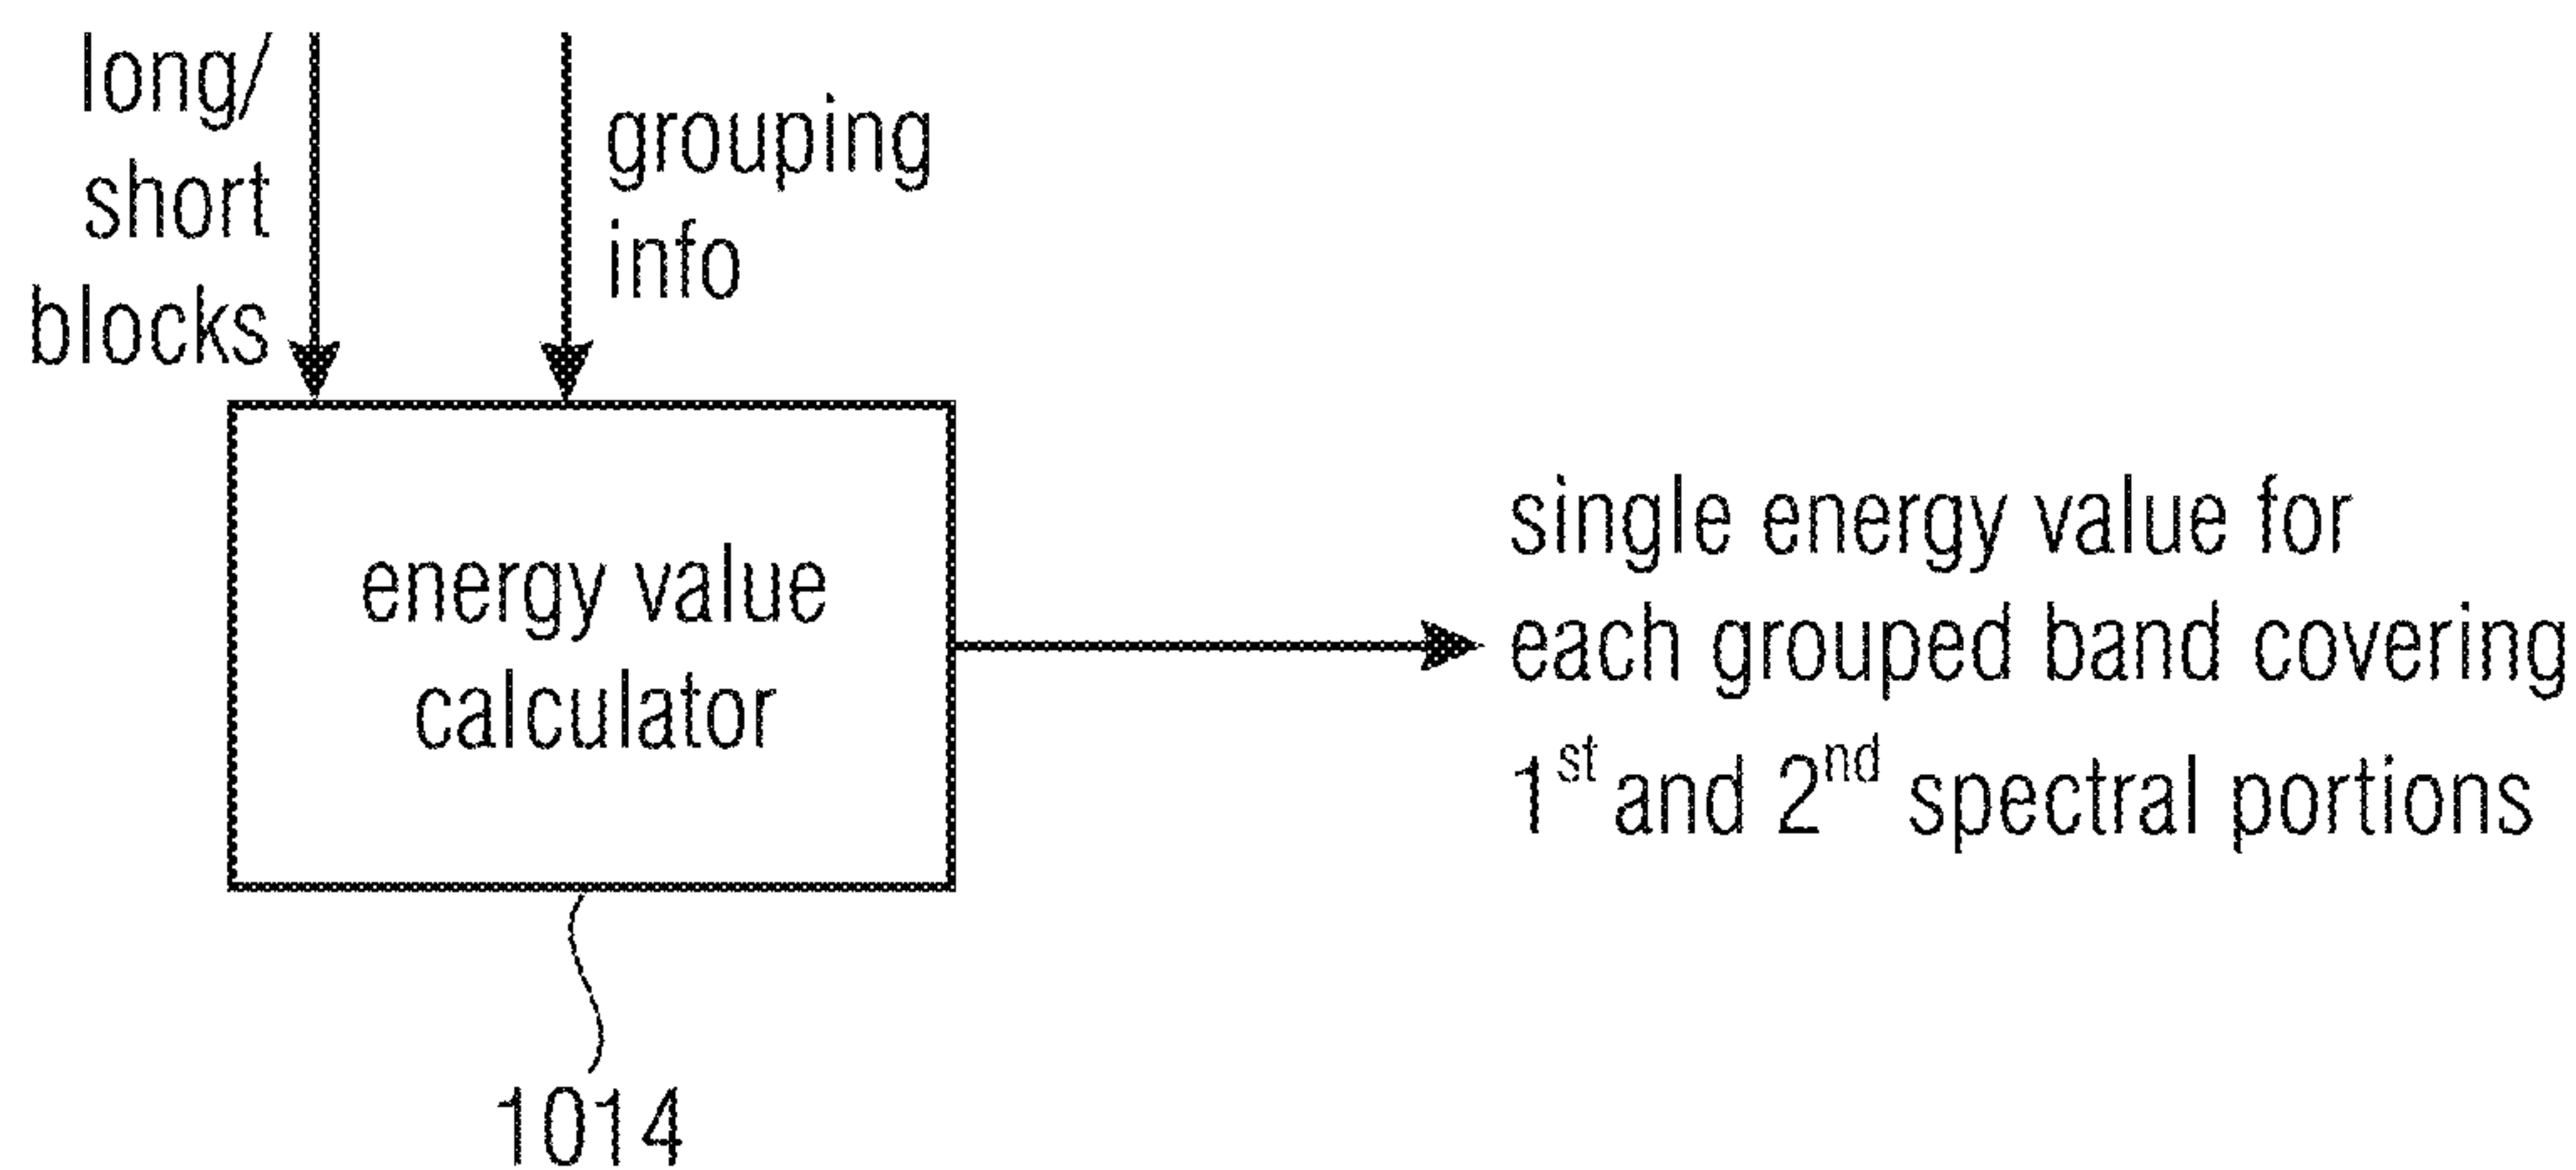 long/
short
blocks
grouping
info
energy value
calculator
single energy value for
each grouped band covering
1st and 2nd spectral portions
1014